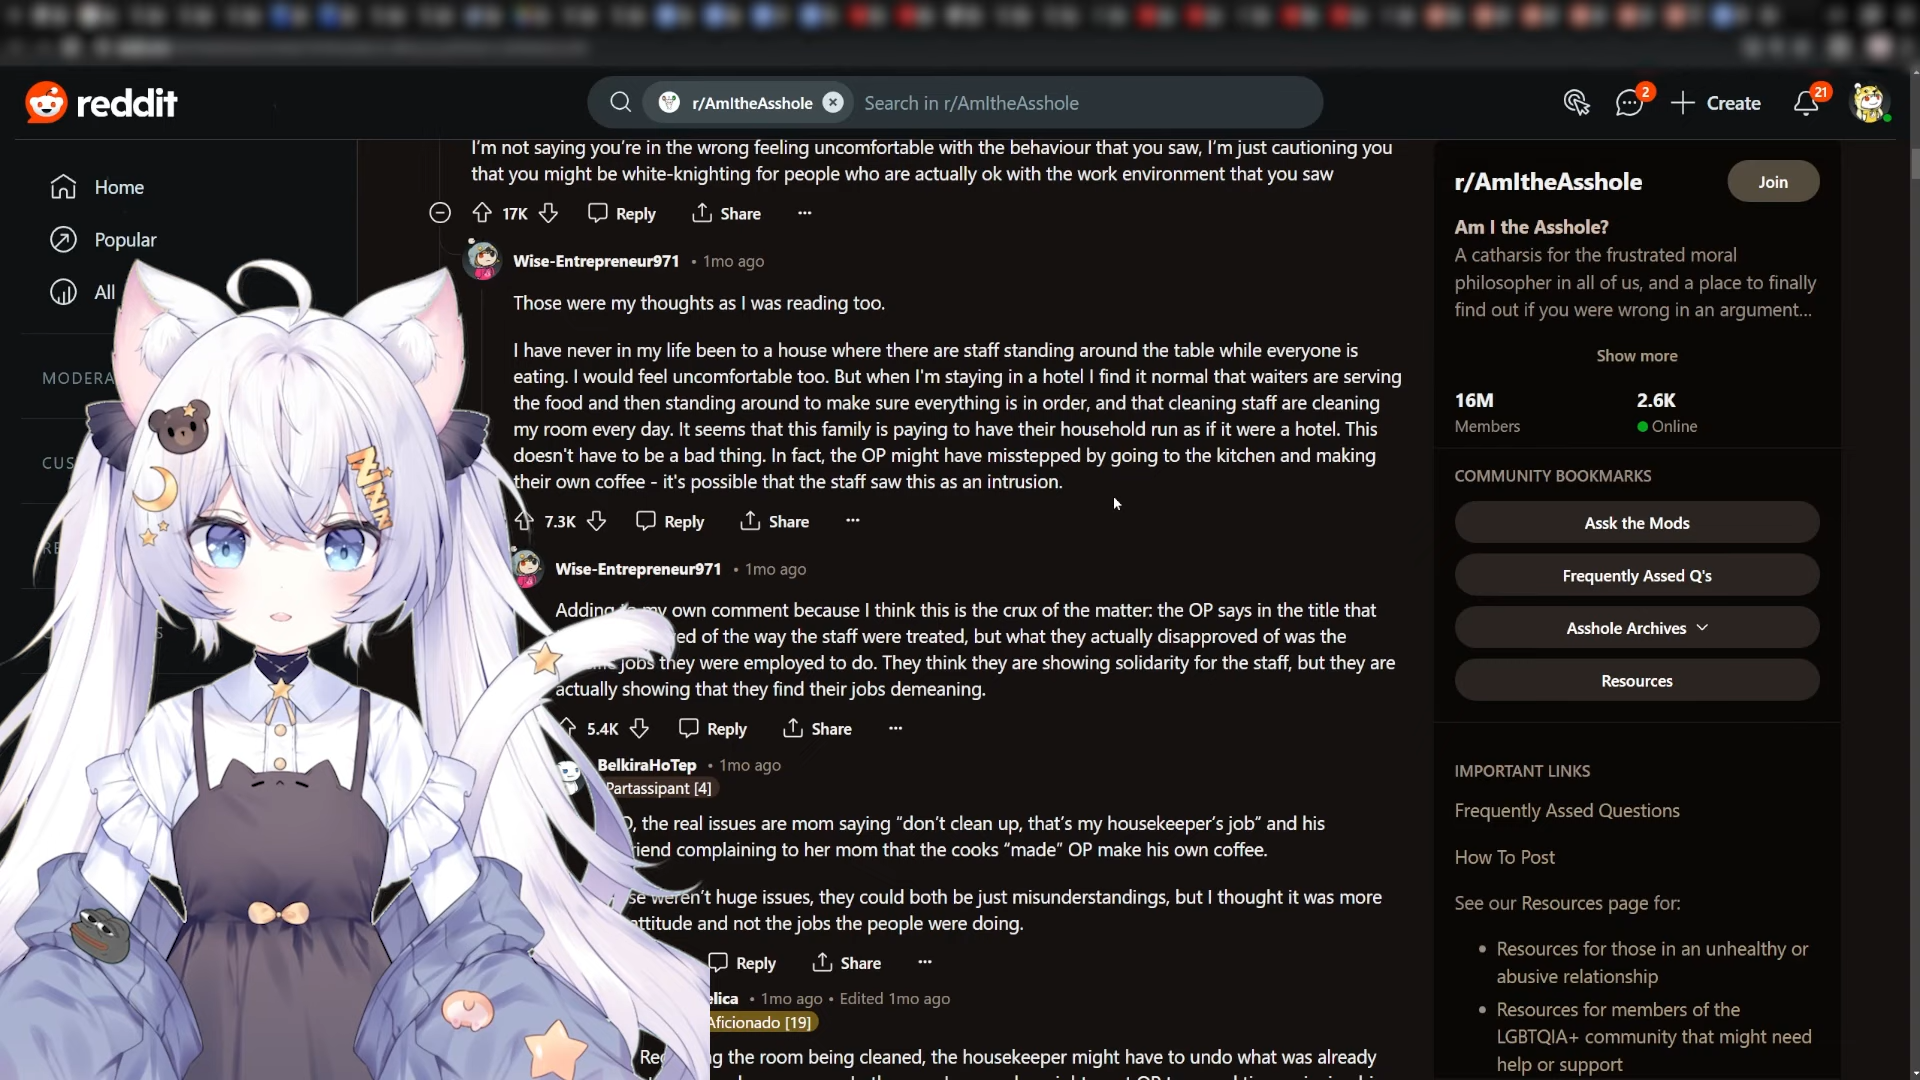 reddit
r/AmItheAsshole
Search in r/AmItheAsshole
2
Create
21
Home
Popular
All
MODERA
CUS
RE
S
I'm not saying you're in the wrong feeling uncomfortable with the behaviour that you saw, I'm just cautioning you
that you might be white-knighting for people who are actually ok with the work environment that you saw
17K
Reply
Share
Wise-Entrepreneur971 • 1mo ago
Those were my thoughts as I was reading too.
I have never in my life been to a house where there are staff standing around the table while everyone is
eating. I would feel uncomfortable too. But when I'm staying in a hotel I find it normal that waiters are serving
the food and then standing around to make sure everything is in order, and that cleaning staff are cleaning
my room every day. It seems that this family is paying to have their household run as if it were a hotel. This
doesn't have to be a bad thing. In fact, the OP might have misstepped by going to the kitchen and making
their own coffee - it's possible that the staff saw this as an intrusion.
7.3K
Reply
Share
Wise-Entrepreneur971 • 1mo ago
Adding my own comment because I think this is the crux of the matter: the OP says in the title that
ed of the way the staff were treated, but what they actually disapproved of was the
jobs they were employed to do. They think they are showing solidarity for the staff, but they are
actually showing that they find their jobs demeaning.
5.4K
Reply
Share
BelkiraHoTep • 1mo ago
Partassipant [4]
, the real issues are mom saying “don't clean up, that's my housekeeper's job” and his
riend complaining to her mom that the cooks “made” OP make his own coffee.
se weren't huge issues, they could both be just misunderstandings, but I thought it was more
attitude and not the jobs the people were doing.
Reply
Share
elica • 1mo ago • Edited 1mo ago
Aficionado [19]
g the room being cleaned, the housekeeper might have to undo what was already
r/AmItheAsshole
Join
Am I the Asshole?
A catharsis for the frustrated moral
philosopher in all of us, and a place to finally
find out if you were wrong in an argument...
Show more
16M
2.6K
Members
Online
COMMUNITY BOOKMARKS
Assk the Mods
Frequently Assed Q's
Asshole Archives
Resources
IMPORTANT LINKS
Frequently Assed Questions
How To Post
See our Resources page for:
• Resources for those in an unhealthy or
abusive relationship
• Resources for members of the
LGBTQIA+ community that might need
help or support
Zzzz